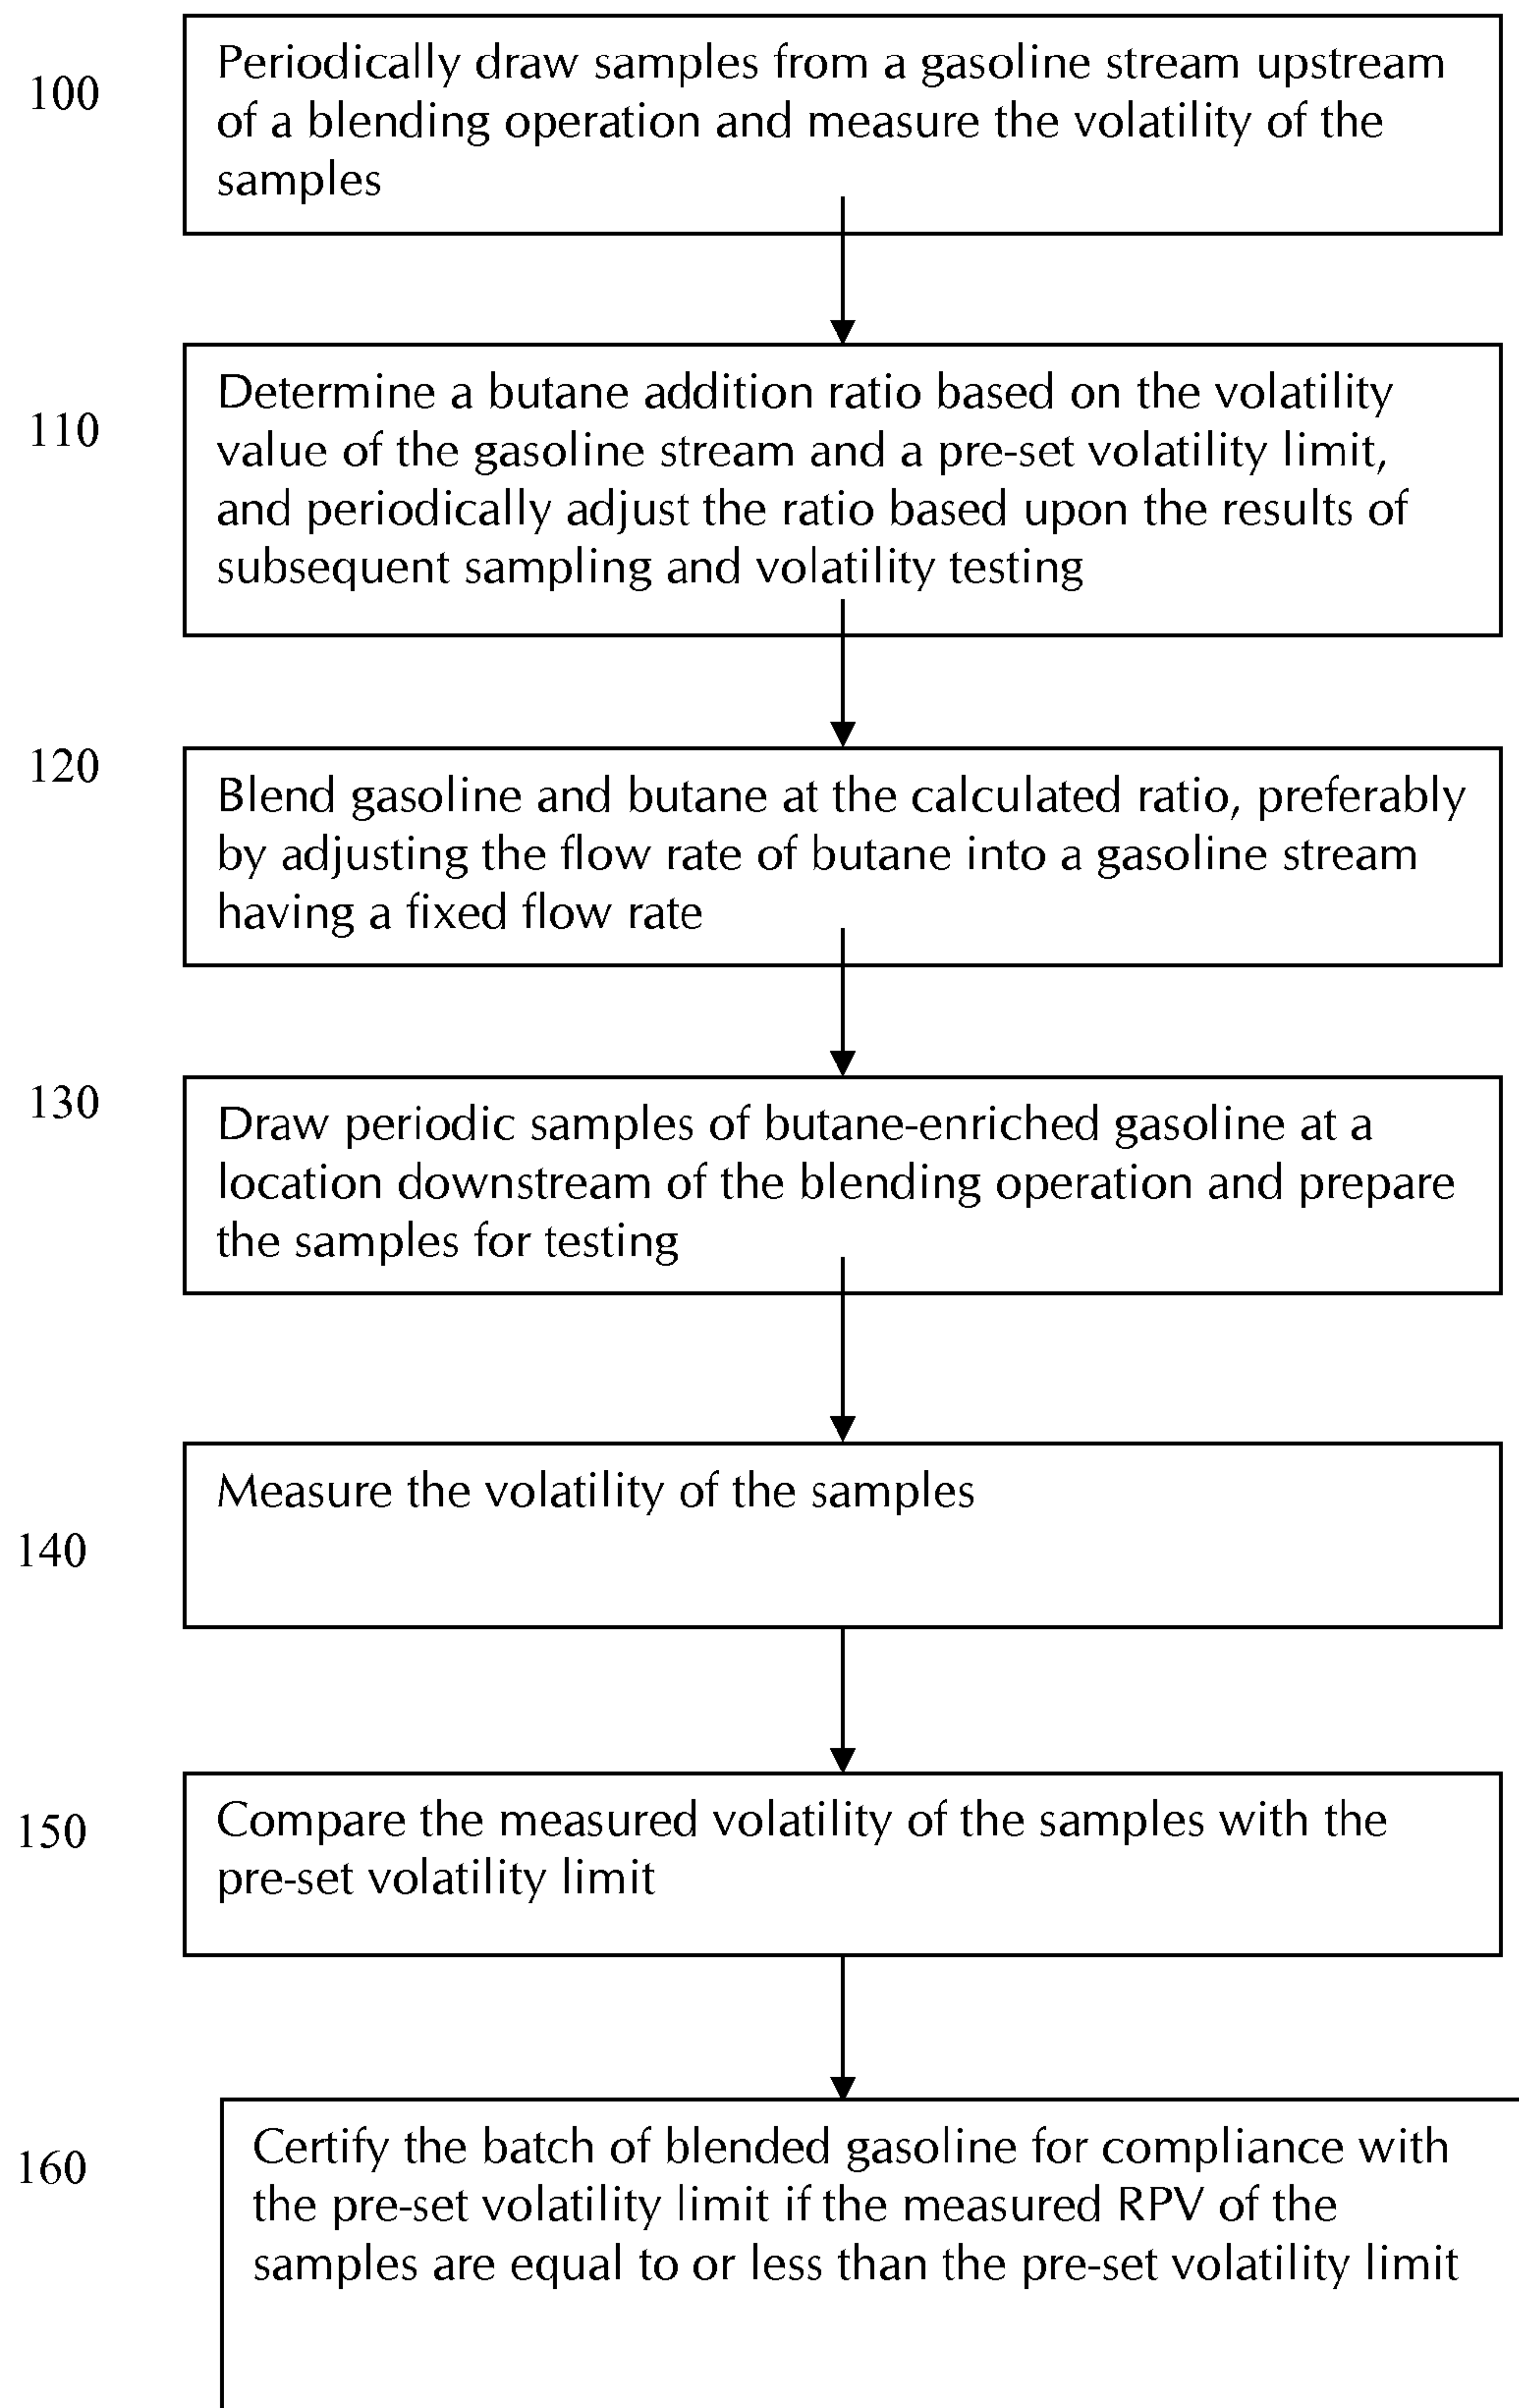 100
Periodically draw samples from a gasoline stream upstream
of a blending operation and measure the volatility of the
samples
110
Determine a butane addition ratio based on the volatility
value of the gasoline stream and a pre-set volatility limit,
and periodically adjust the ratio based upon the results of
subsequent sampling and volatility testing
120
Blend gasoline and butane at the calculated ratio, preferably
by adjusting the flow rate of butane into a gasoline stream
having a fixed flow rate
130
Draw periodic samples of butane-enriched gasoline at a
location downstream of the blending operation and prepare
the samples for testing
140
Measure the volatility of the samples
150
Compare the measured volatility of the samples with the
pre-set volatility limit
160
Certify the batch of blended gasoline for compliance with
the pre-set volatility limit if the measured RPV of the
samples are equal to or less than the pre-set volatility limit